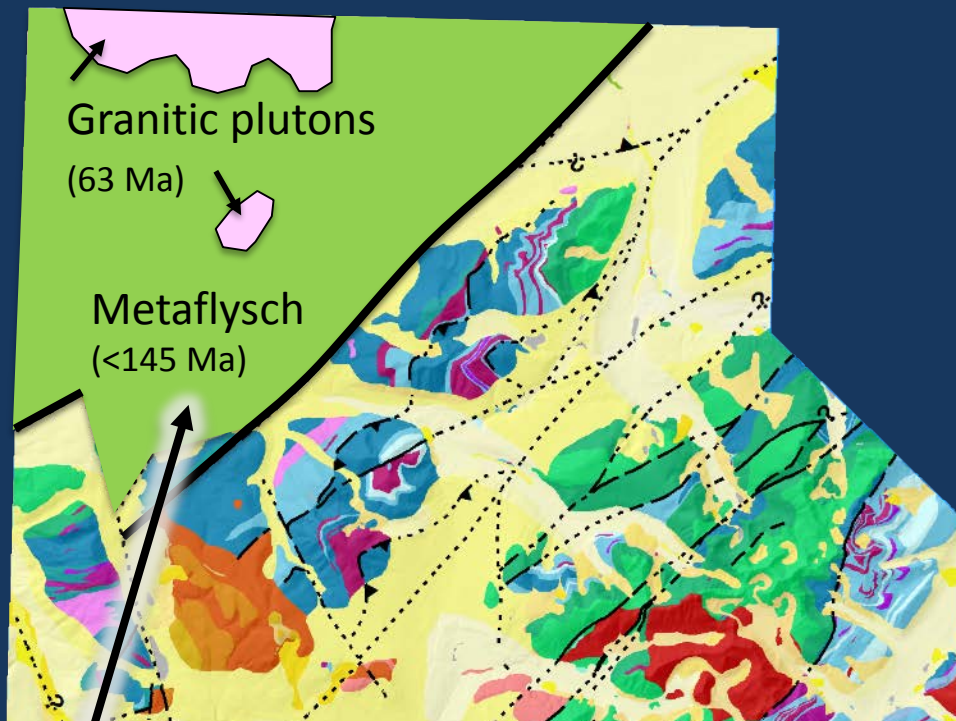 Granitic plutons
(63 Ma)
?
Metaflysch
(<145 Ma)
?
?
?